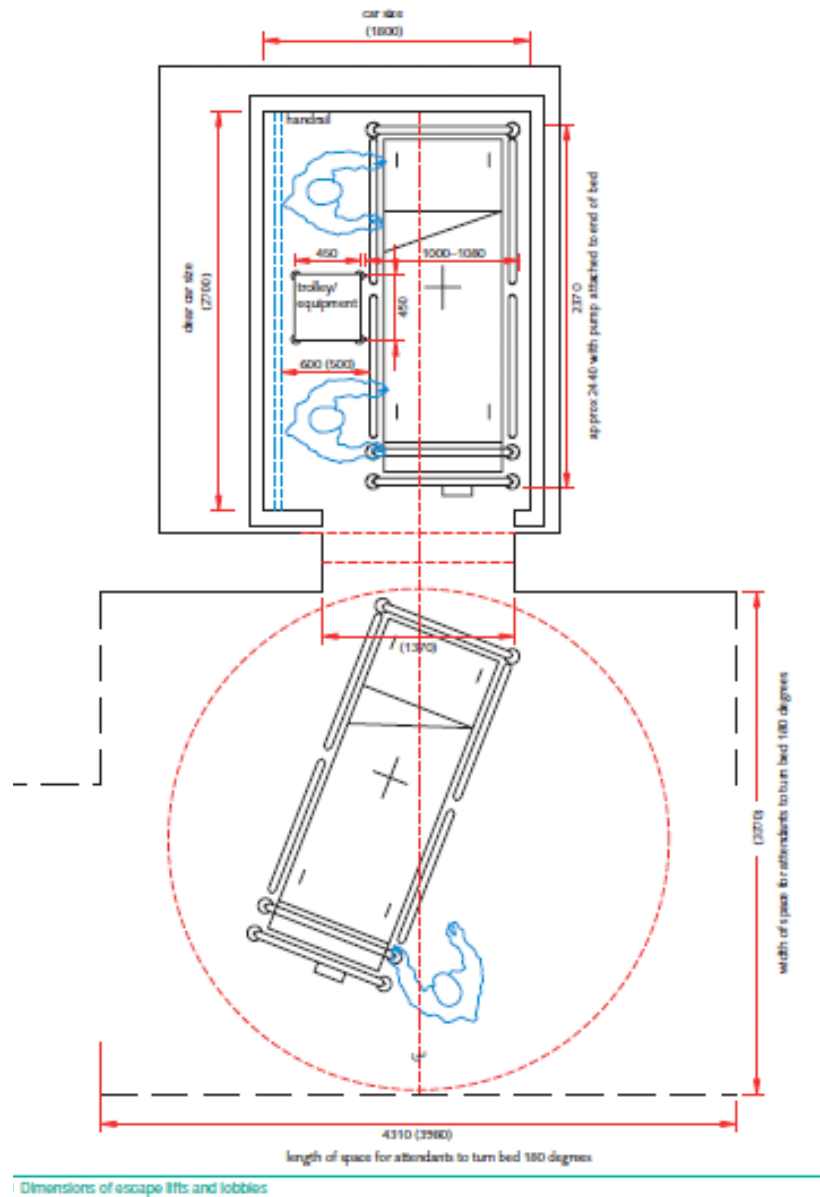 car size
(1800)
handrail
450
1000–1080
trolley/
equipment
450
clear car size
(2700)
600 (500)
2370
approx 2440 with pump attached to end of bed
(1370)
(3270)
width of space for attendants to turn bed 180 degrees
4310 (3980)
length of space for attendants to turn bed 180 degrees
Dimensions of escape lifts and lobbies